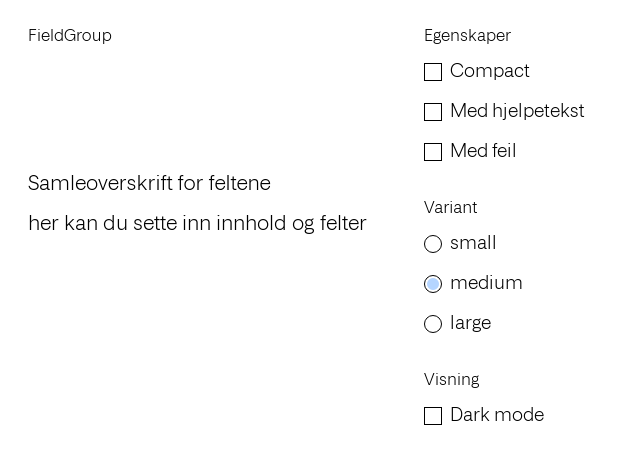 FieldGroup
Samleoverskrift for feltene
her kan du sette inn innhold og felter
Egenskaper
Compact
Med hjelpetekst
Med feil
Variant
small
medium
large
Visning
Dark mode